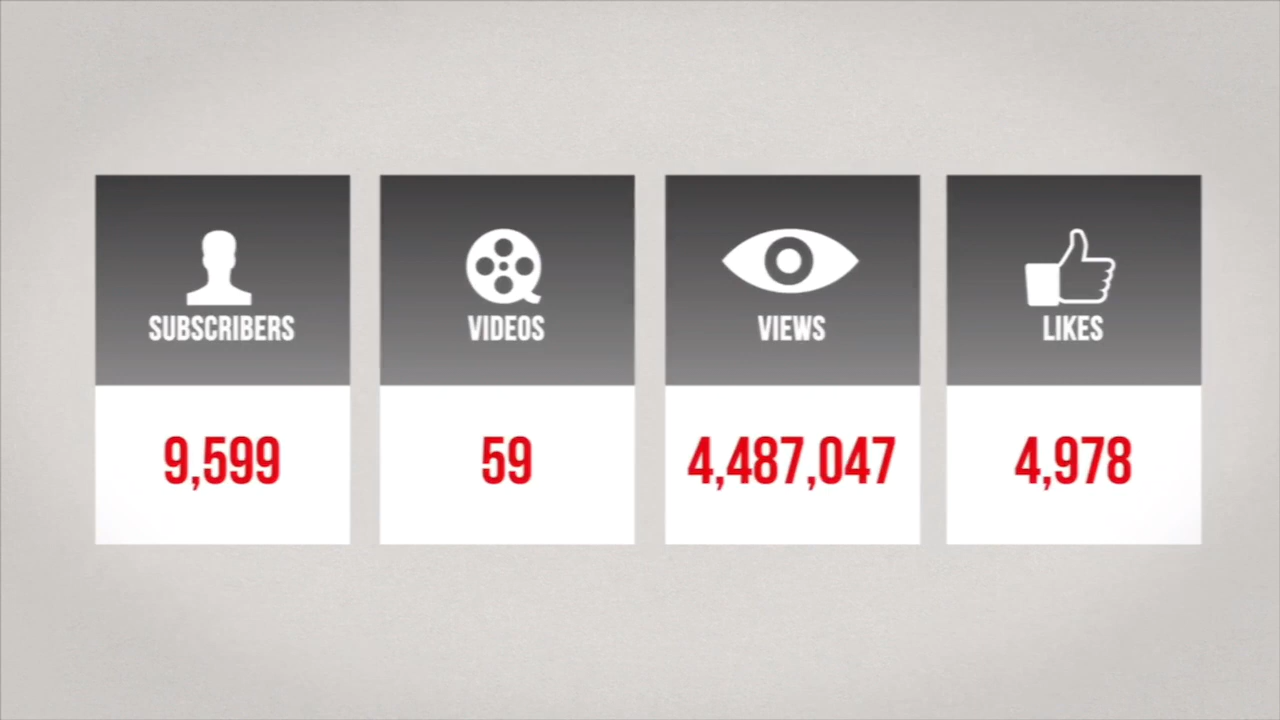 SUBSCRIBERS
VIDEOS
VIEWS
LIKES
9,599
59
4,487,047
4,978